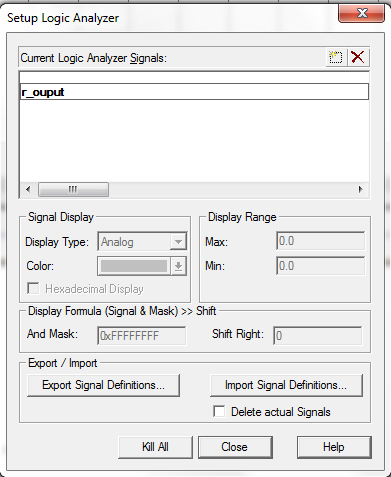 Setup Logic Analyzer
Current Logic Analyzer Signals:
r_ouput
Signal Display
Display Range
Display Type: Analog
Max: 0.0
Color:
Min: 0.0
Hexadecimal Display
Display Formula (Signal & Mask) >> Shift
And Mask: 0xFFFFFFFF Shift Right: 0
Export / Import
Export Signal Definitions... Import Signal Definitions...
Delete actual Signals
Kill All Close Help